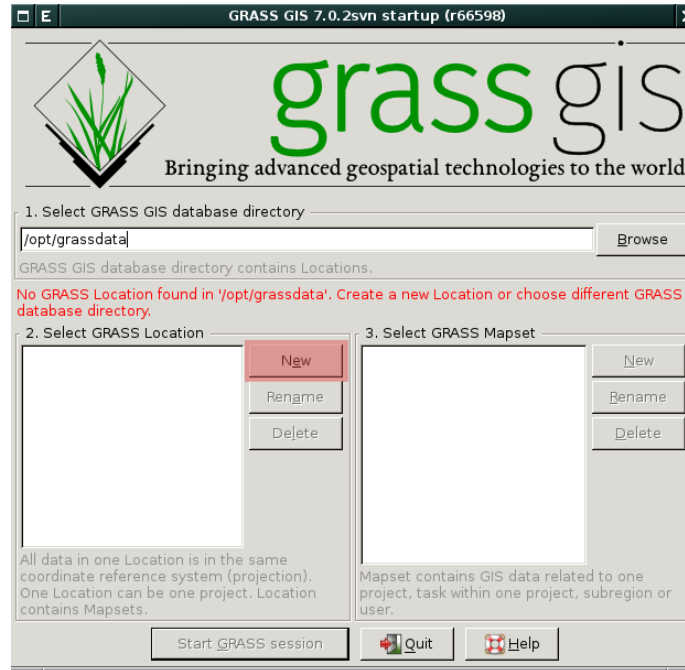 GRASS GIS 7.0.2svn startup (r66598)
grass gis
Bringing advanced geospatial technologies to the world
1. Select GRASS GIS database directory
/opt/grassdata
Browse
GRASS GIS database directory contains Locations.
No GRASS Location found in '/opt/grassdata'. Create a new Location or choose different GRASS
database directory.
2. Select GRASS Location
New
Rename
Delete
All data in one Location is in the same
coordinate reference system (projection).
One Location can be one project. Location
contains Mapsets.
3. Select GRASS Mapset
New
Rename
Delete
Mapset contains GIS data related to one
project, task within one project, subregion or
user.
Start GRASS session
Quit
Help